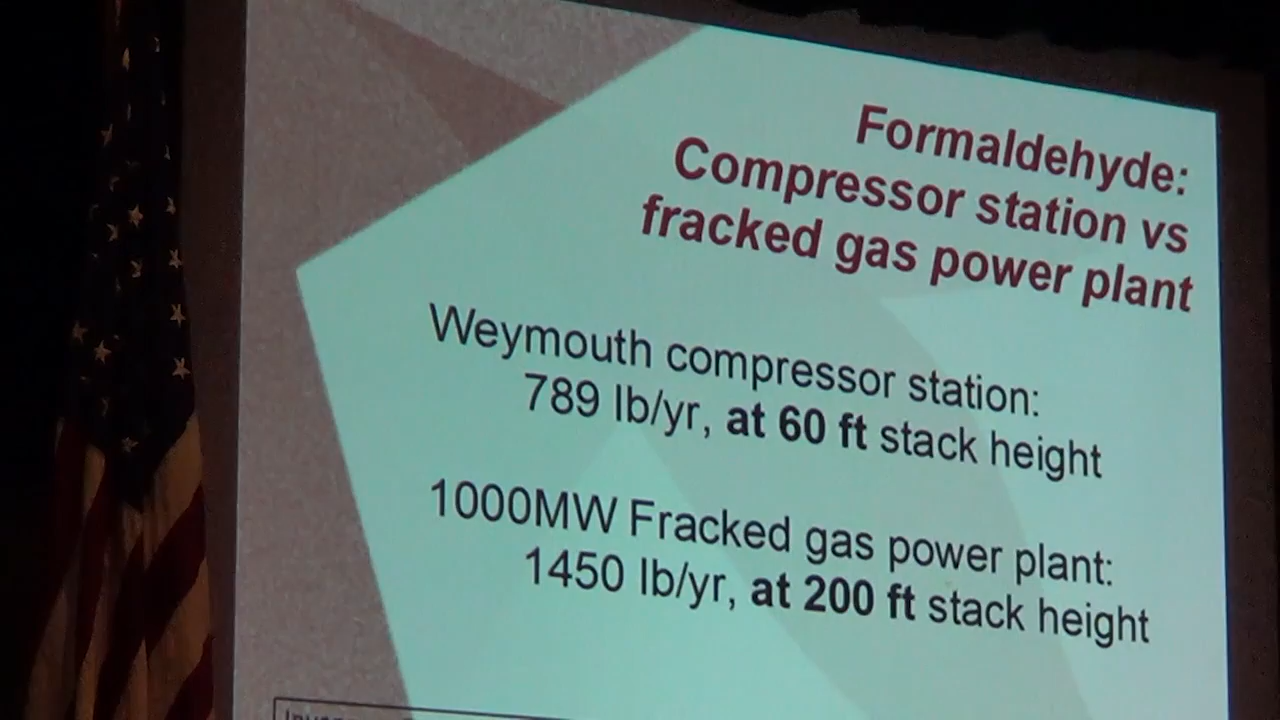 Formaldehyde:
Compressor station vs
fracked gas power plant
Weymouth compressor station:
789 lb/yr, at 60 ft stack height
1000MW Fracked gas power plant:
1450 lb/yr, at 200 ft stack height